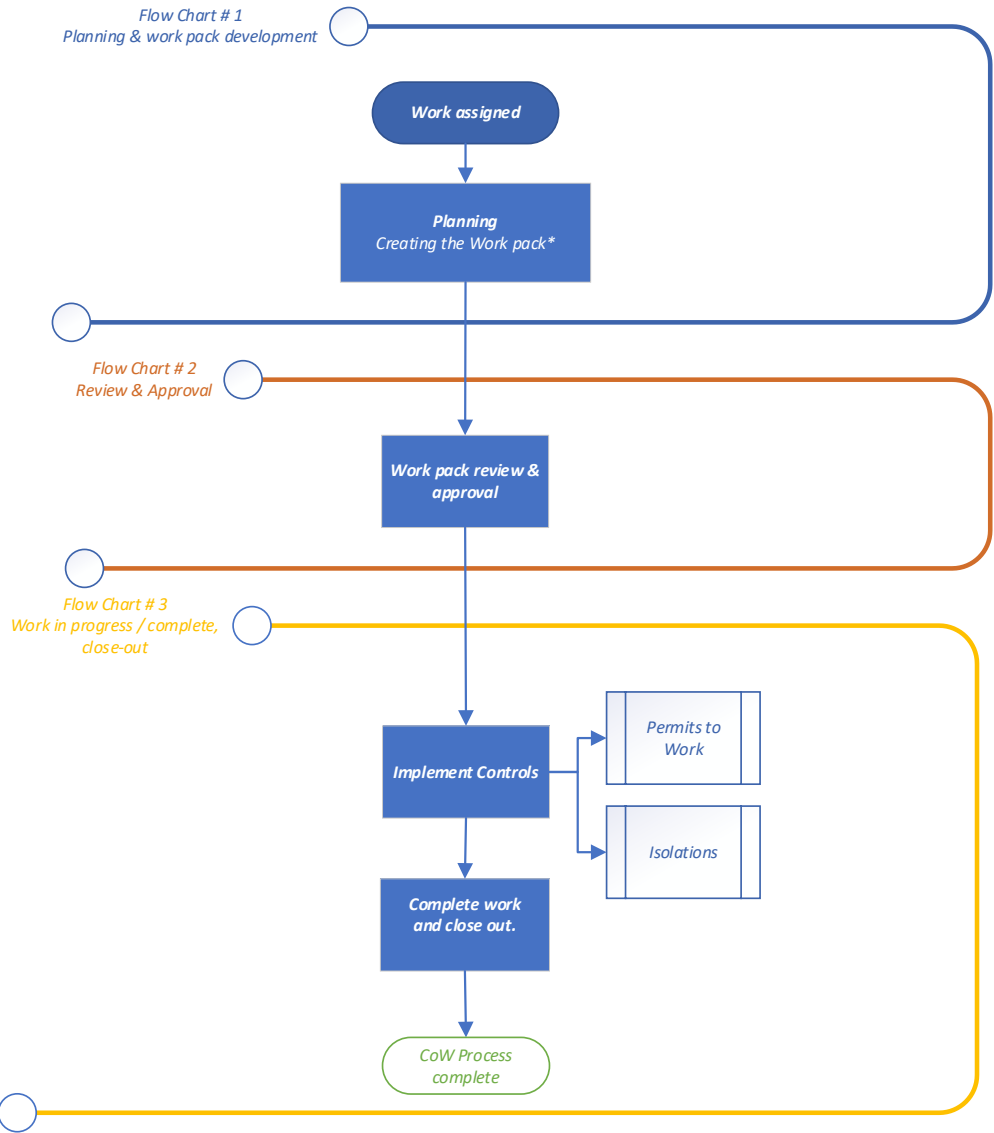 Flow Chart # 1
Planning & work pack development
Work assigned
Planning
Creating the Work pack*
Flow Chart # 2
Review & Approval
Work pack review &
approval
Flow Chart # 3
Work in progress / complete,
close-out
Permits to
Work
Implement Controls
Isolations
Complete work
and close out.
CoW Process
complete